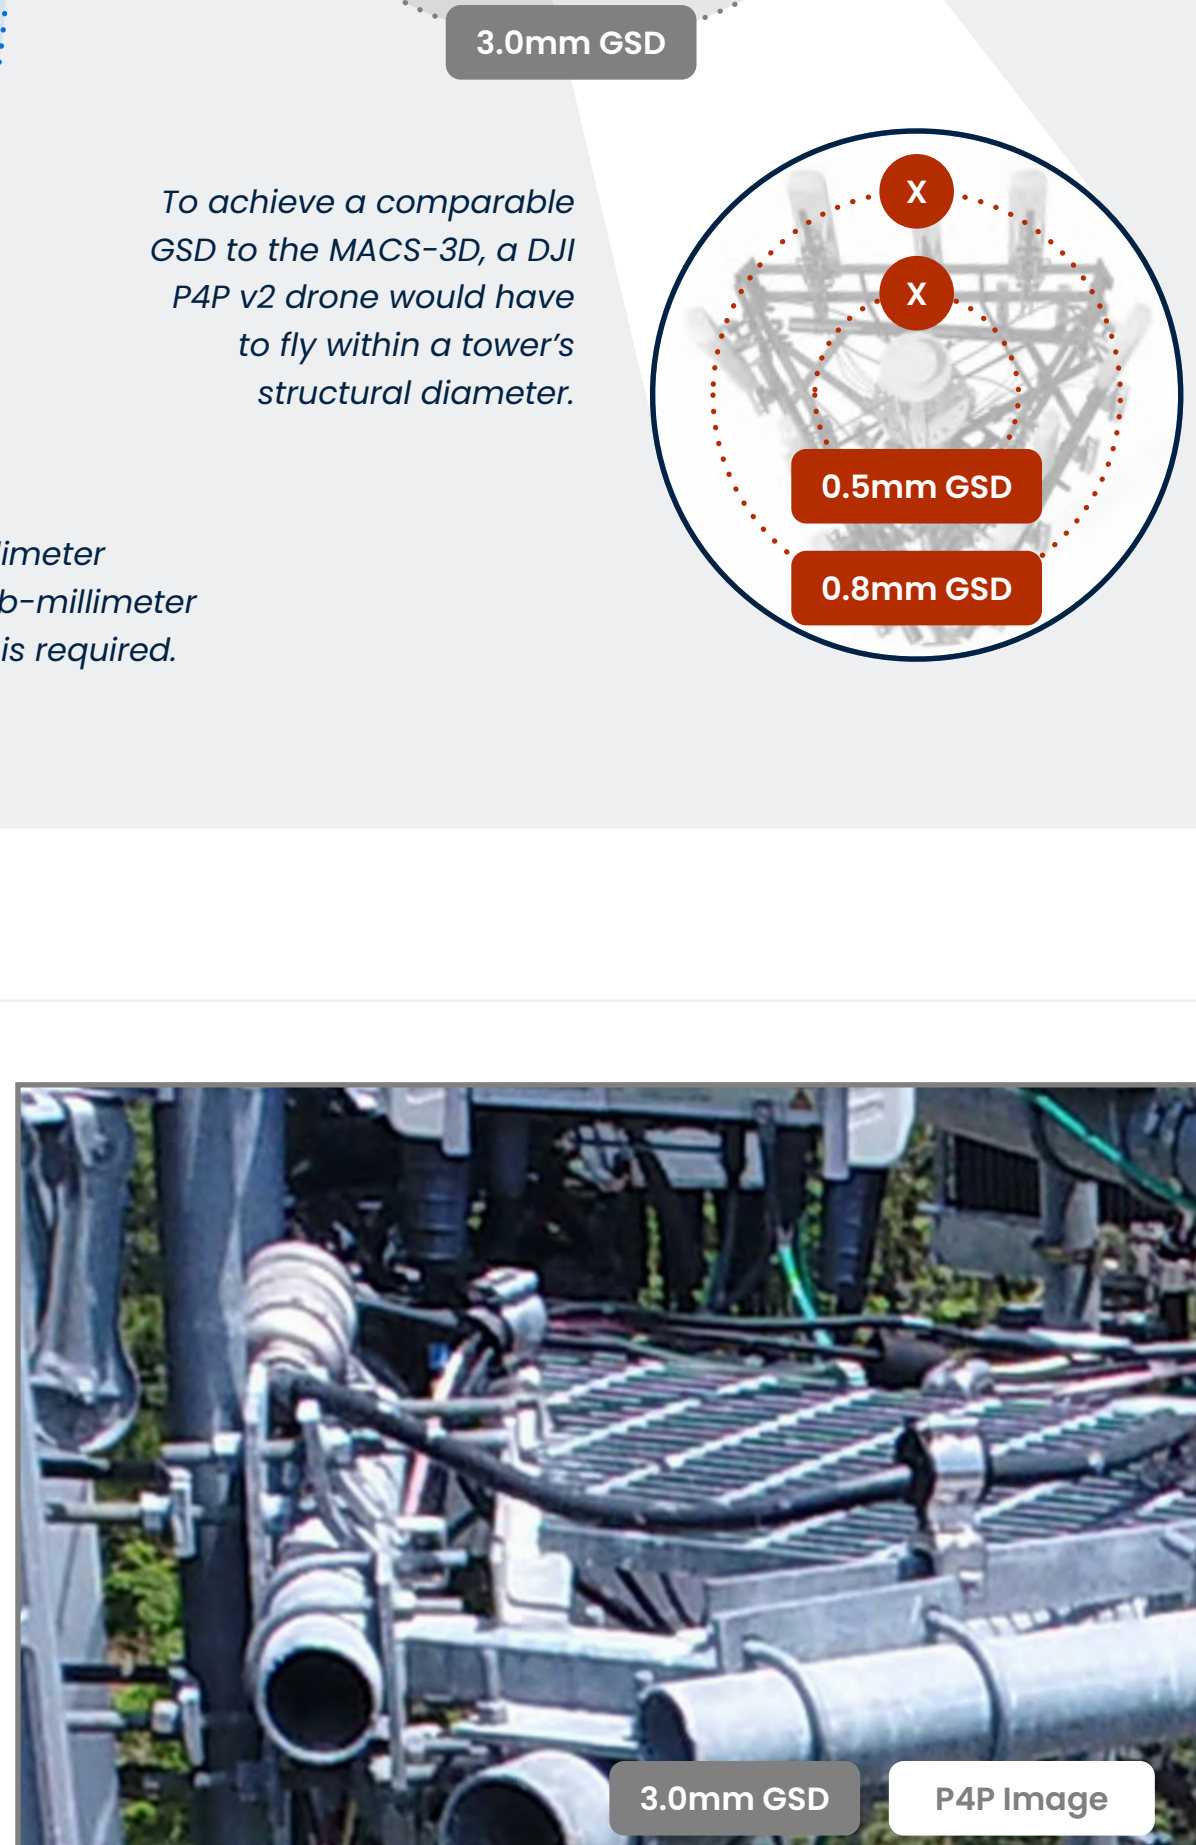 3.0mm GSD
To achieve a comparable
GSD to the MACS-3D, a DJI
P4P v2 drone would have
to fly within a tower’s
structural diameter.
X
X
0.5mm GSD
0.8mm GSD
limeter
b-millimeter
is required.
3.0mm GSD
P4P Image